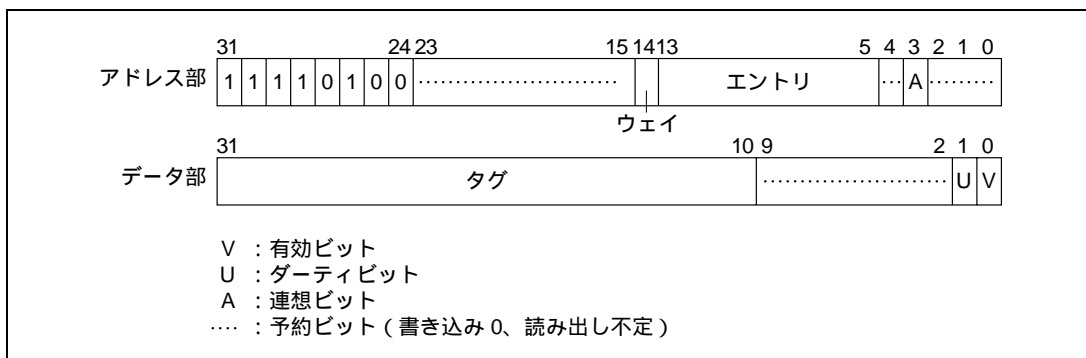 31 24 23 15 14 13 5 4 3 2 1 0
アドレス部 1 1 1 1 0 1 0 0 ………………… エントリ … A ………
ウェイ
31 10 9 2 1 0
データ部 タグ ………………… U V
V ：有効ビット
U ：ダーティビット
A ：連想ビット
…. ：予約ビット（書き込み 0、読み出し不定）